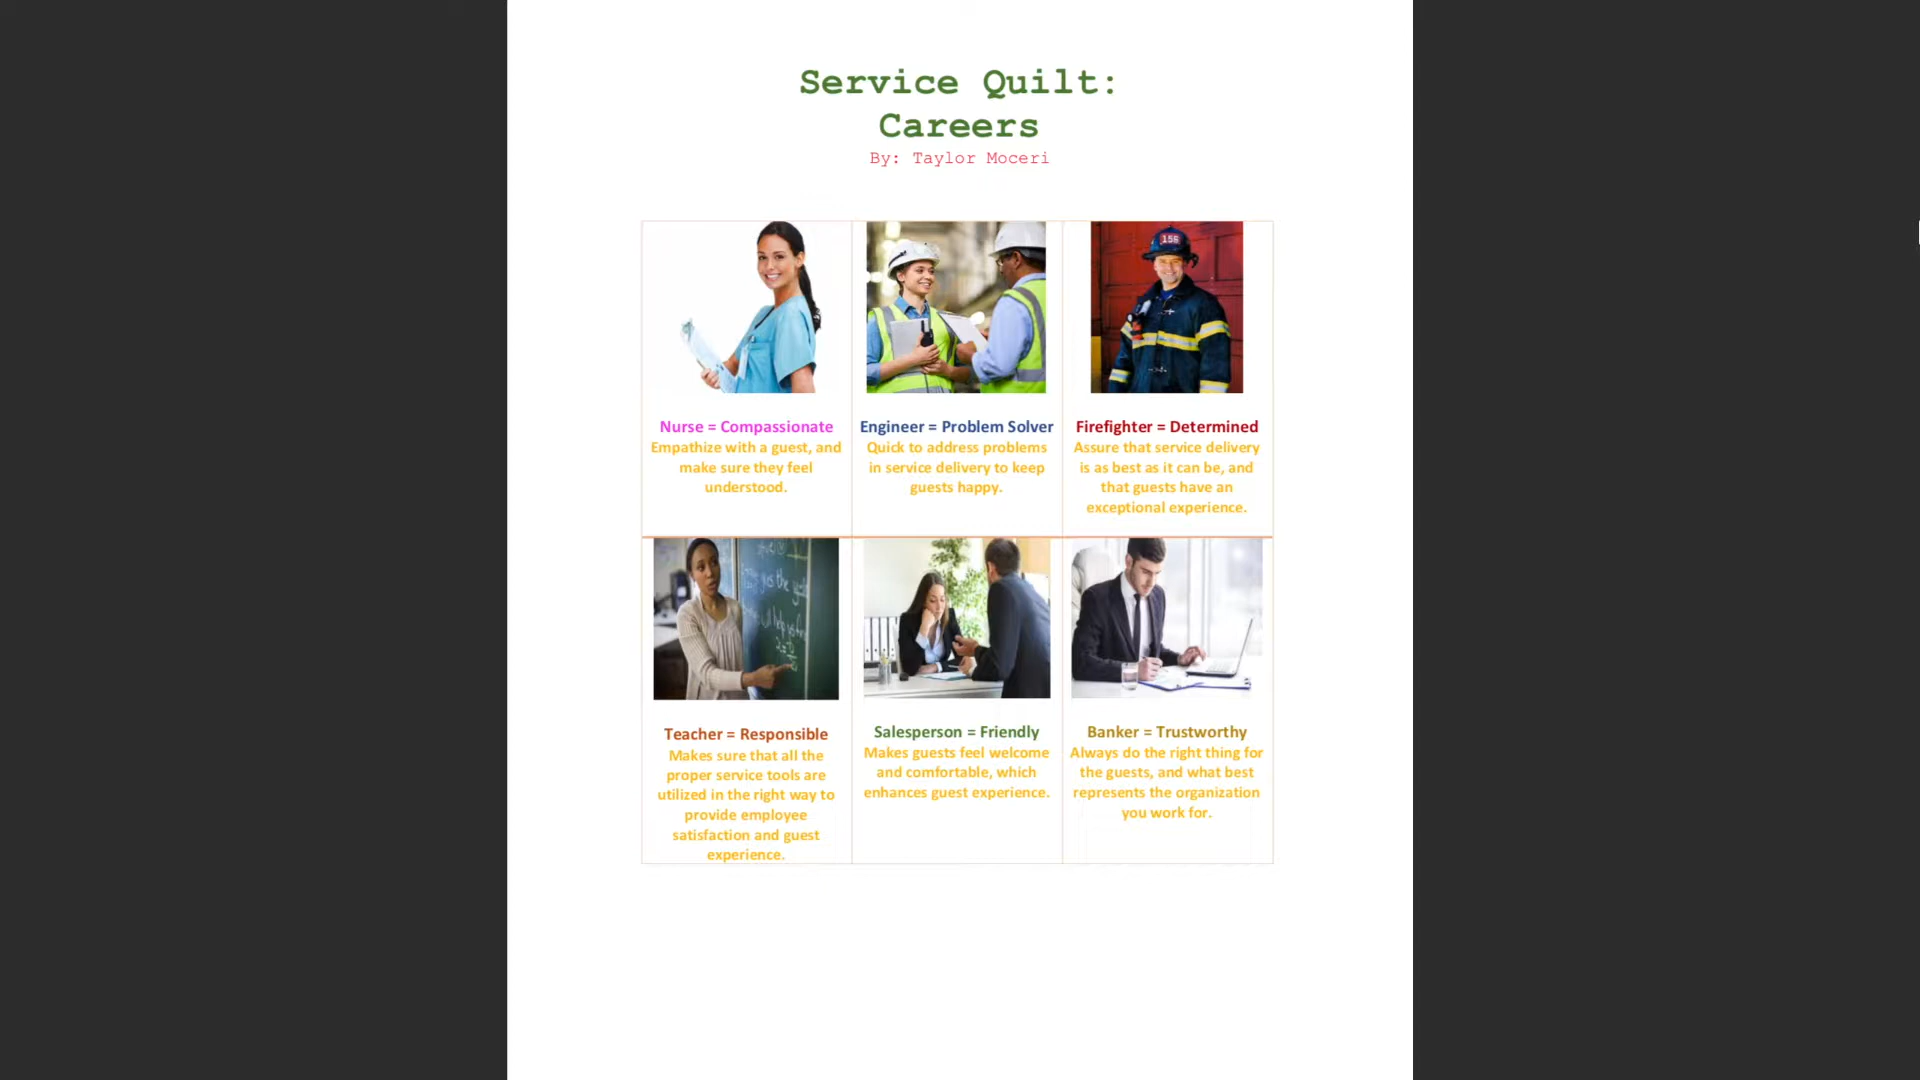 Service Quilt:
Careers
By: Taylor Moceri
156
Nurse = Compassionate
Empathize with a guest, and
make sure they feel
understood.
Engineer = Problem Solver
Quick to address problems
in service delivery to keep
guests happy.
Firefighter = Determined
Assure that service delivery
is as best as it can be, and
that guests have an
exceptional experience.
Teacher = Responsible
Makes sure that all the
proper service tools are
utilized in the right way to
provide employee
satisfaction and guest
experience.
Salesperson = Friendly
Makes guests feel welcome
and comfortable, which
enhances guest experience.
Banker = Trustworthy
Always do the right thing for
the guests, and what best
represents the organization
you work for.